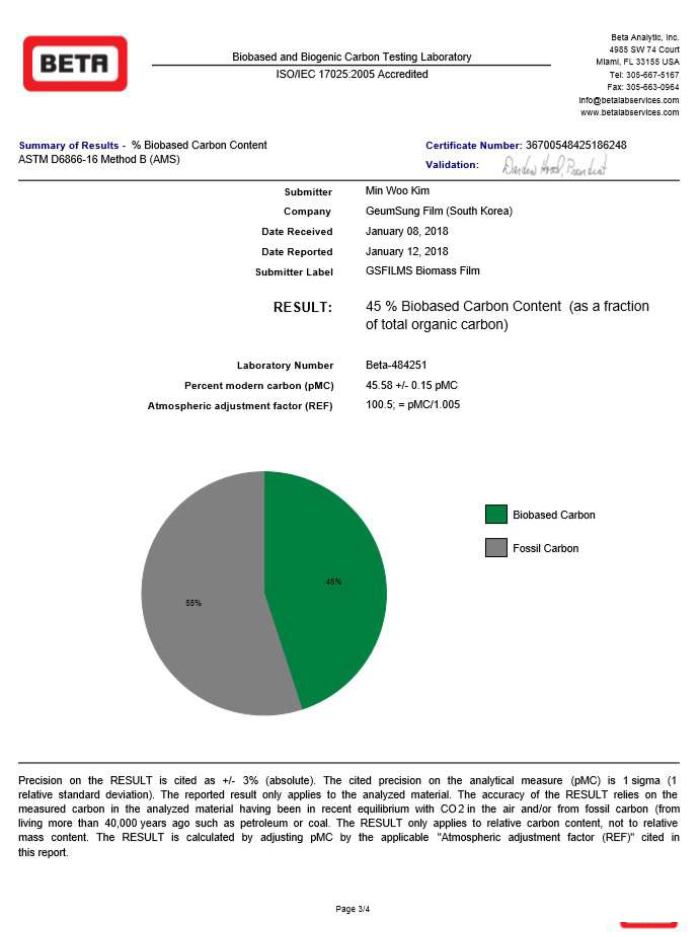 BETA
Biobased and Biogenic Carbon Testing Laboratory
ISO/IEC 17025:2005 Accredited
Beta Analytic, Inc.
4985 SW 74 Court
Miami, FL 33155 USA
Tel: 305-667-5167
Fax: 305-663-0964
info@betalabservices.com
www.betalabservices.com
Summary of Results - % Biobased Carbon Content
ASTM D6866-16 Method B (AMS)
Certificate Number: 36700548425186248
Validation:
Submitter Min Woo Kim
Company GeumSung Film (South Korea)
Date Received January 08, 2018
Date Reported January 12, 2018
Submitter Label GSFILMS Biomass Film
RESULT: 45 % Biobased Carbon Content (as a fraction
of total organic carbon)
Laboratory Number Beta-484251
Percent modern carbon (pMC) 45.58 +/- 0.15 pMC
Atmospheric adjustment factor (REF) 100.5; = pMC/1.005
Biobased Carbon
Fossil Carbon
45%
55%
Precision on the RESULT is cited as +/- 3% (absolute). The cited precision on the analytical measure (pMC) is 1 sigma (1
relative standard deviation). The reported result only applies to the analyzed material. The accuracy of the RESULT relies on the
measured carbon in the analyzed material having been in recent equilibrium with CO2 in the air and/or from fossil carbon (from
living more than 40,000 years ago such as petroleum or coal. The RESULT only applies to relative carbon content, not to relative
mass content. The RESULT is calculated by adjusting pMC by the applicable "Atmospheric adjustment factor (REF)" cited in
this report.
Page 3/4